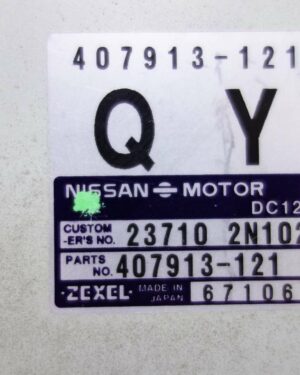 407913-121
Q Y
NISSAN MOTOR
DC12
CUSTOM
-ER'S NO. 23710 2N102
PARTS
NO. 407913-121
·ZEXEL· MADE IN
JAPAN 67106